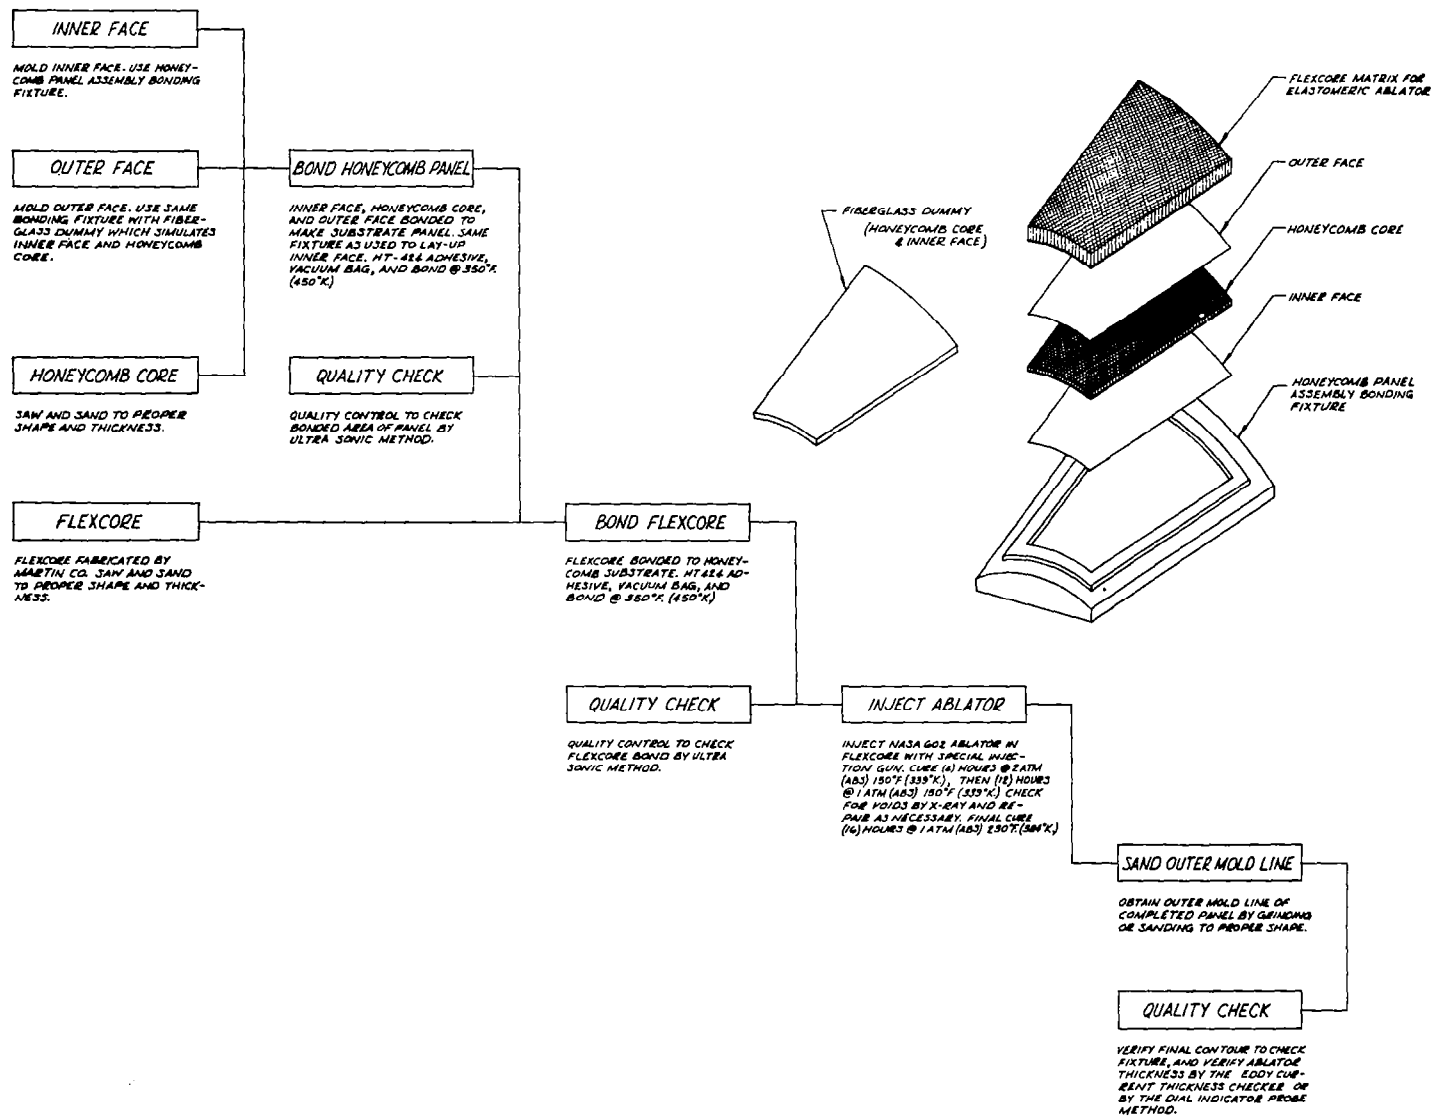 INNER FACE
MOLD INNER FACE. USE HONEY-
COMB PANEL ASSEMBLY BONDING
FIXTURE.
OUTER FACE
MOLD OUTER FACE. USE SAME
BONDING FIXTURE WITH FIBER-
GLASS DUMMY WHICH SIMULATES
INNER FACE AND HONEYCOMB
CORE.
HONEYCOMB CORE
SAW AND SAND TO PROPER
SHAPE AND THICKNESS.
FLEXCORE
FLEXCORE FABRICATED BY
MARTIN CO. SAW AND SAND
TO PROPER SHAPE AND THICK-
NESS.
BOND HONEYCOMB PANEL
INNER FACE, HONEYCOMB CORE,
AND OUTER FACE BONDED TO
MAKE SUBSTRATE PANEL. SAME
FIXTURE AS USED TO LAY-UP
INNER FACE. HT-424 ADHESIVE,
VACUUM BAG, AND BOND @ 350°F.
(450°K.)
QUALITY CHECK
QUALITY CONTROL TO CHECK
BONDED AREA OF PANEL BY
ULTRA SONIC METHOD.
BOND FLEXCORE
FLEXCORE BONDED TO HONEY-
COMB SUBSTRATE. HT424 AD-
HESIVE, VACUUM BAG, AND
BOND @ 350°F. (450°K)
QUALITY CHECK
QUALITY CONTROL TO CHECK
FLEXCORE BOND BY ULTRA
SONIC METHOD.
INJECT ABLATOR
INJECT NASA 602 ABLATOR IN
FLEXCORE WITH SPECIAL INJEC-
TION GUN. CURE (6) HOURS @ 2 ATM
(ABS) 150°F (339°K.), THEN (12) HOURS
@ 1 ATM (ABS) 150°F (339°K.) CHECK
FOR VOIDS BY X-RAY AND RE-
PAIR AS NECESSARY. FINAL CURE
(16) HOURS @ 1 ATM (ABS) 230°F. (384°K.)
SAND OUTER MOLD LINE
OBTAIN OUTER MOLD LINE OF
COMPLETED PANEL BY GRINDING
OR SANDING TO PROPER SHAPE.
QUALITY CHECK
VERIFY FINAL CONTOUR TO CHECK
FIXTURE, AND VERIFY ABLATOR
THICKNESS BY THE EDDY CUR-
RENT THICKNESS CHECKER OR
BY THE DIAL INDICATOR PROBE
METHOD.
FIBERGLASS DUMMY
(HONEYCOMB CORE
& INNER FACE)
FLEXCORE MATRIX FOR
ELASTOMERIC ABLATOR
OUTER FACE
HONEYCOMB CORE
INNER FACE
HONEYCOMB PANEL
ASSEMBLY BONDING
FIXTURE